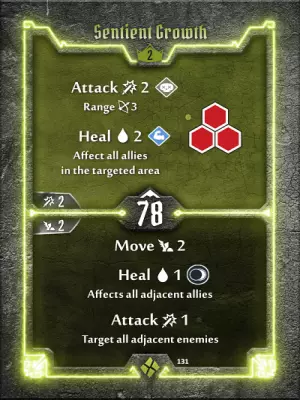 Sentient Growth
2
Attack 2
Range 3
Heal 2
Affect all allies
in the targeted area
2
78
2
Move 2
Heal 1
Affects all adjacent allies
Attack 1
Target all adjacent enemies
131